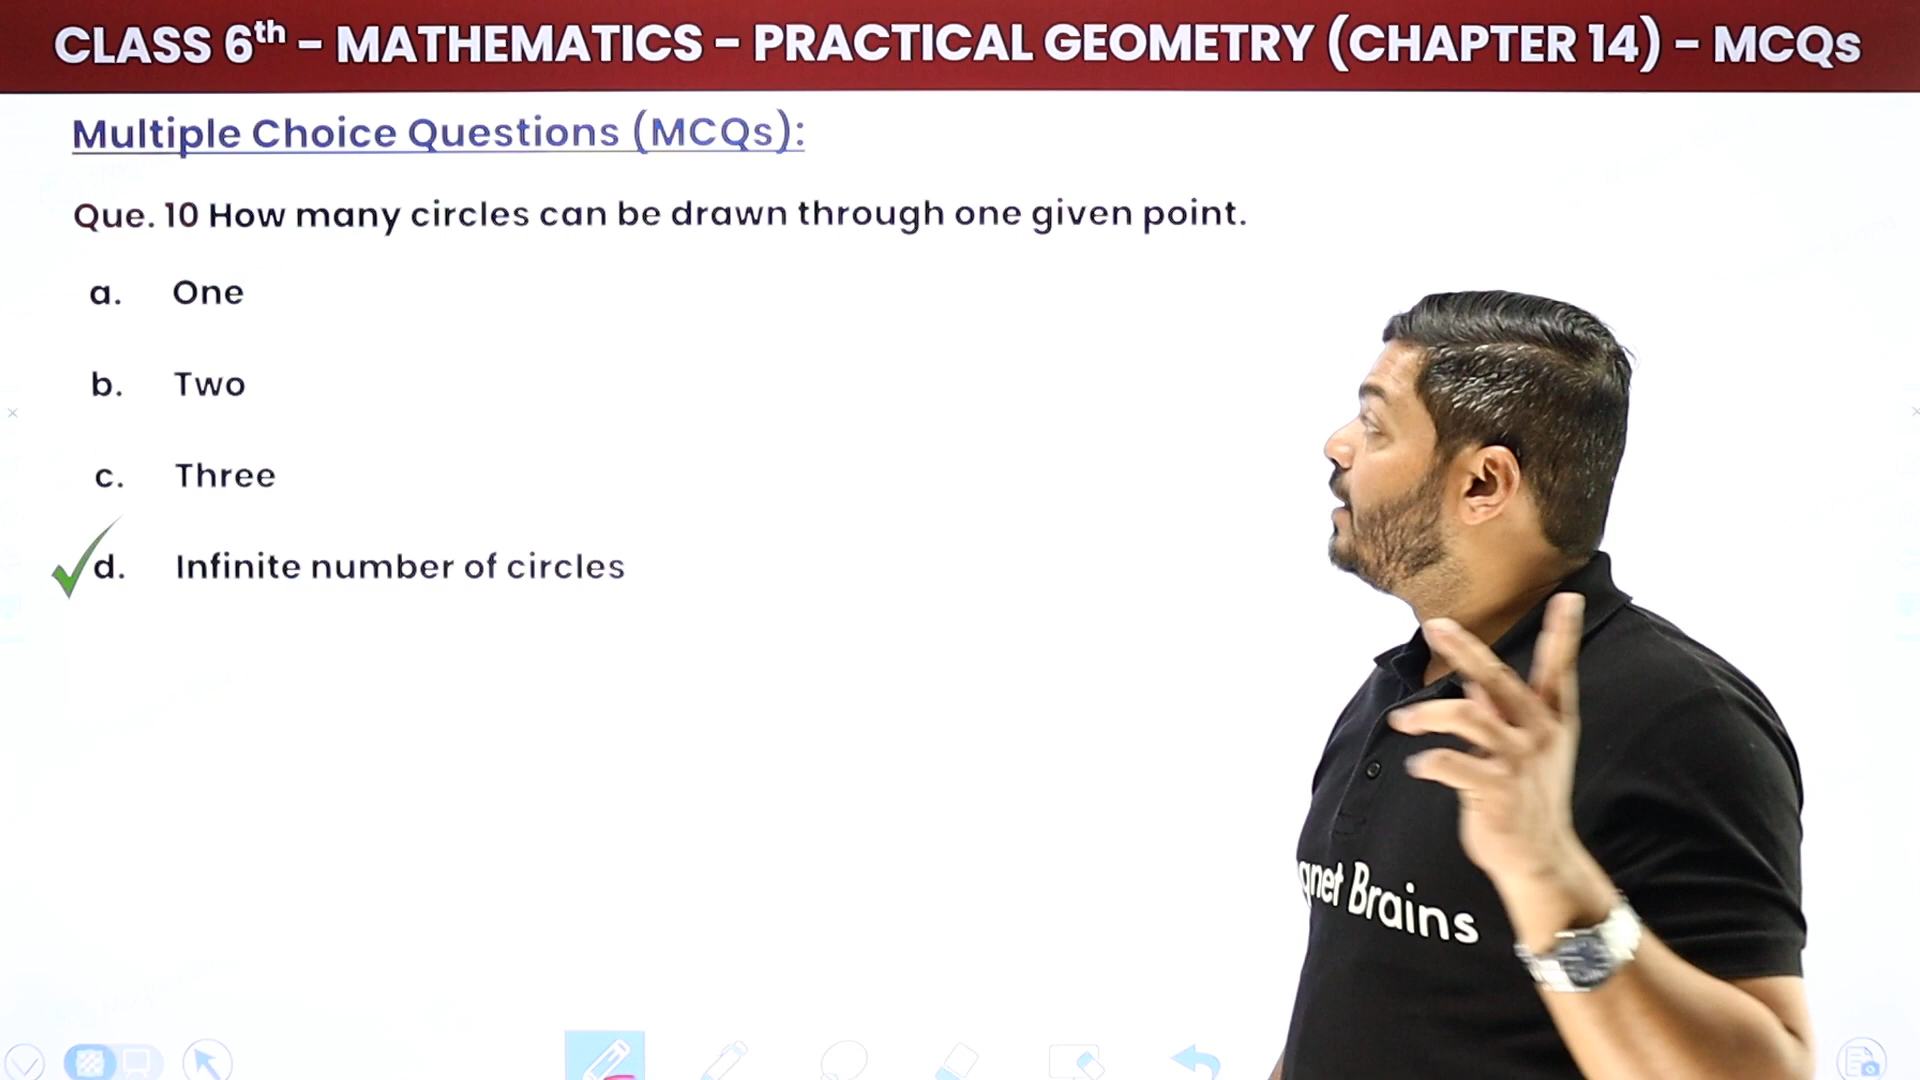 CLASS 6th – MATHEMATICS – PRACTICAL GEOMETRY (CHAPTER 14) – MCQs
Multiple Choice Questions (MCQs):
Que. 10 How many circles can be drawn through one given point.
a. One
b. Two
c. Three
d. Infinite number of circles
gnet Brains